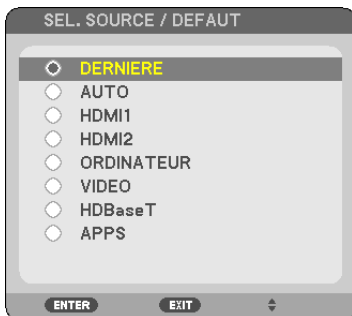 SEL. SOURCE / DEFAUT
DERNIERE
AUTO
HDMI1
HDMI2
ORDINATEUR
VIDEO
HDBaseT
APPS
ENTER EXIT